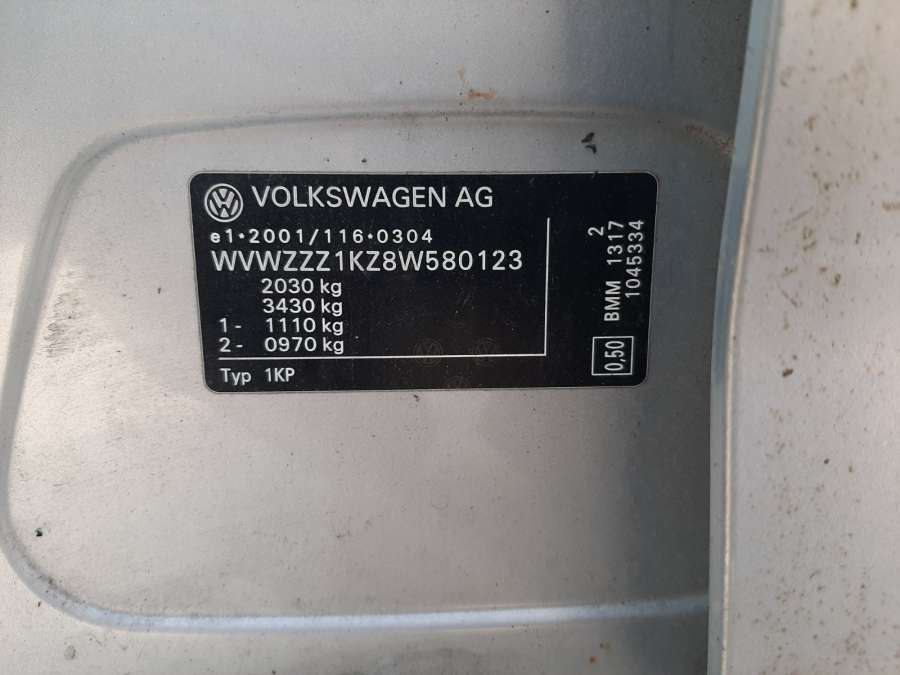 VOLKSWAGEN AG
e1*2001/116*0304
WVWZZZ1KZ8W580123
2030 kg
3430 kg
1- 1110 kg
2- 0970 kg
Typ 1KP
0,50
BMM 1317 2
1045334